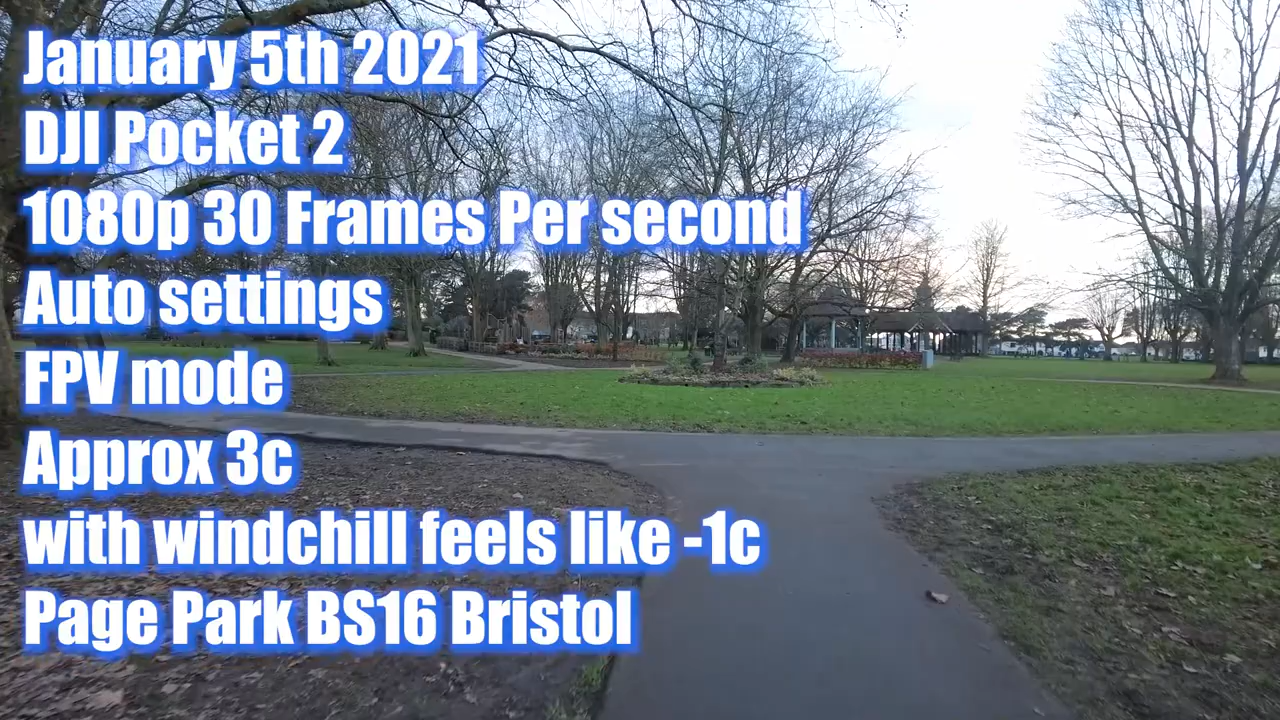 January 5th 2021
DJI Pocket 2
1080p 30 Frames Per second
Auto settings
FPV mode
Approx 3c
with windchill feels like -1c
Page Park BS16 Bristol